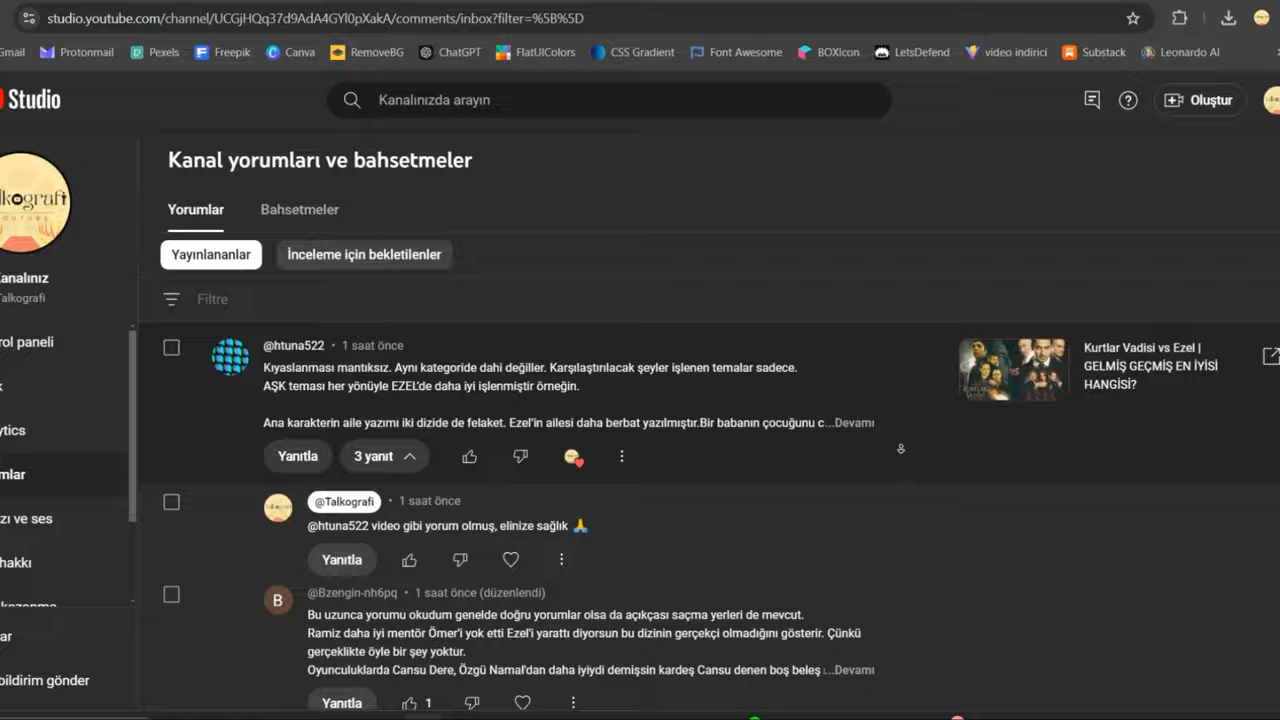 studio.youtube.com/channel/UCGjHQq37d9AdA4GYl0pXakA/comments/inbox?filter=%5B%5D
Gmail Protonmail Pexels Freepik Canva RemoveBG ChatGPT FlatUIColors CSS Gradient Font Awesome BOXIcon LetsDefend video indirici Substack Leonardo AI
Studio
Kanalınızda arayın
Oluştur
Kanal yorumları ve bahsetmeler
Yorumlar Bahsetmeler
Yayınlananlar İnceleme için bekletilenler
Filtre
lkografi
YOUTUBE
analınız
Talkografi
rol paneli
k
ytics
mlar
zı ve ses
hakkı
ar
bildirim gönder
@htuna522 • 1 saat önce
Kıyaslanması mantıksız. Aynı kategoride dahi değiller. Karşılaştırılacak şeyler işlenen temalar sadece.
AŞK teması her yönüyle EZEL'de daha iyi işlenmiştir örneğin.
Ana karakterin aile yazımı iki dizide de felaket. Ezel'in ailesi daha berbat yazılmıştır.Bir babanın çocuğunu c...Devamı
Yanıtla 3 yanıt
Kurtlar Vadisi vs Ezel |
GELMİŞ GEÇMİŞ EN İYİSİ
HANGİSİ?
@Talkografi • 1 saat önce
@htuna522 video gibi yorum olmuş, elinize sağlık 🙏
Yanıtla
B
@Bzengin-nh6pq • 1 saat önce (düzenlendi)
Bu uzunca yorumu okudum genelde doğru yorumlar olsa da açıkçası saçma yerleri de mevcut.
Ramiz daha iyi mentör Ömer'i yok etti Ezel'i yarattı diyorsun bu dizinin gerçekçi olmadığını gösterir. Çünkü
gerçeklikte öyle bir şey yoktur.
Oyunculuklarda Cansu Dere, Özgü Namal'dan daha iyiydi demişsin kardeş Cansu denen boş beleş ...Devamı
Yanıtla 1